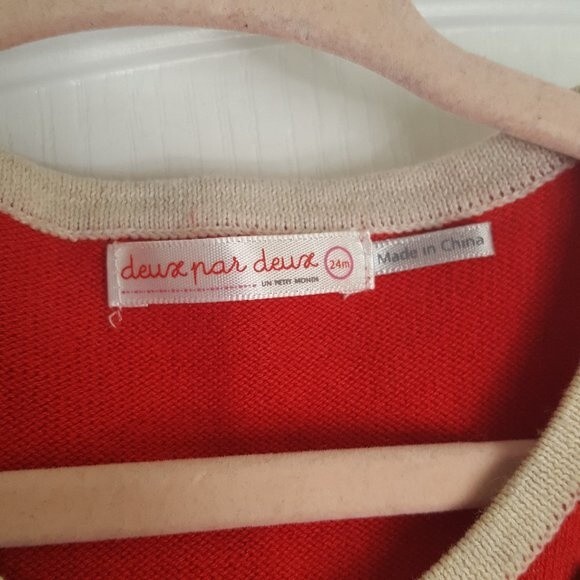 deux par deux 24m
UN PETIT MONDE
Made in China